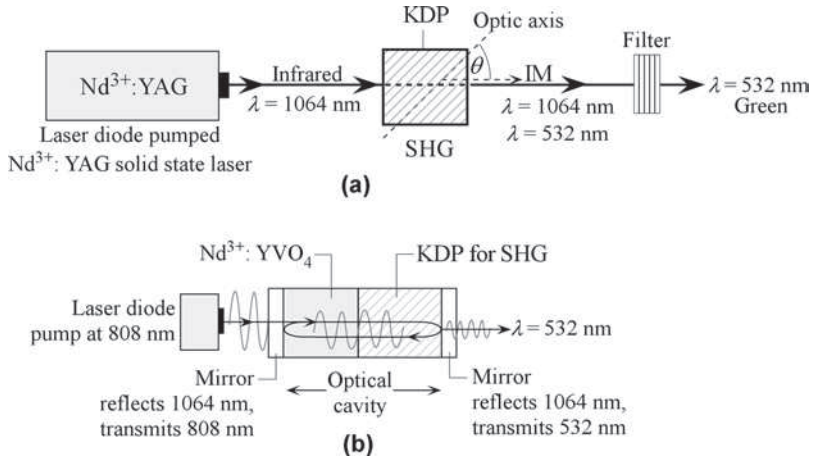 KDP
Optic axis
Filter
Nd³⁺:YAG
Infrared
λ = 1064 nm
θ
IM
λ = 1064 nm
λ = 532 nm
λ = 532 nm
Green
Laser diode pumped
Nd³⁺: YAG solid state laser
SHG
(a)
Nd³⁺: YVO₄
KDP for SHG
Laser diode
pump at 808 nm
λ = 532 nm
Mirror
reflects 1064 nm,
transmits 808 nm
Optical
cavity
Mirror
reflects 1064 nm,
transmits 532 nm
(b)